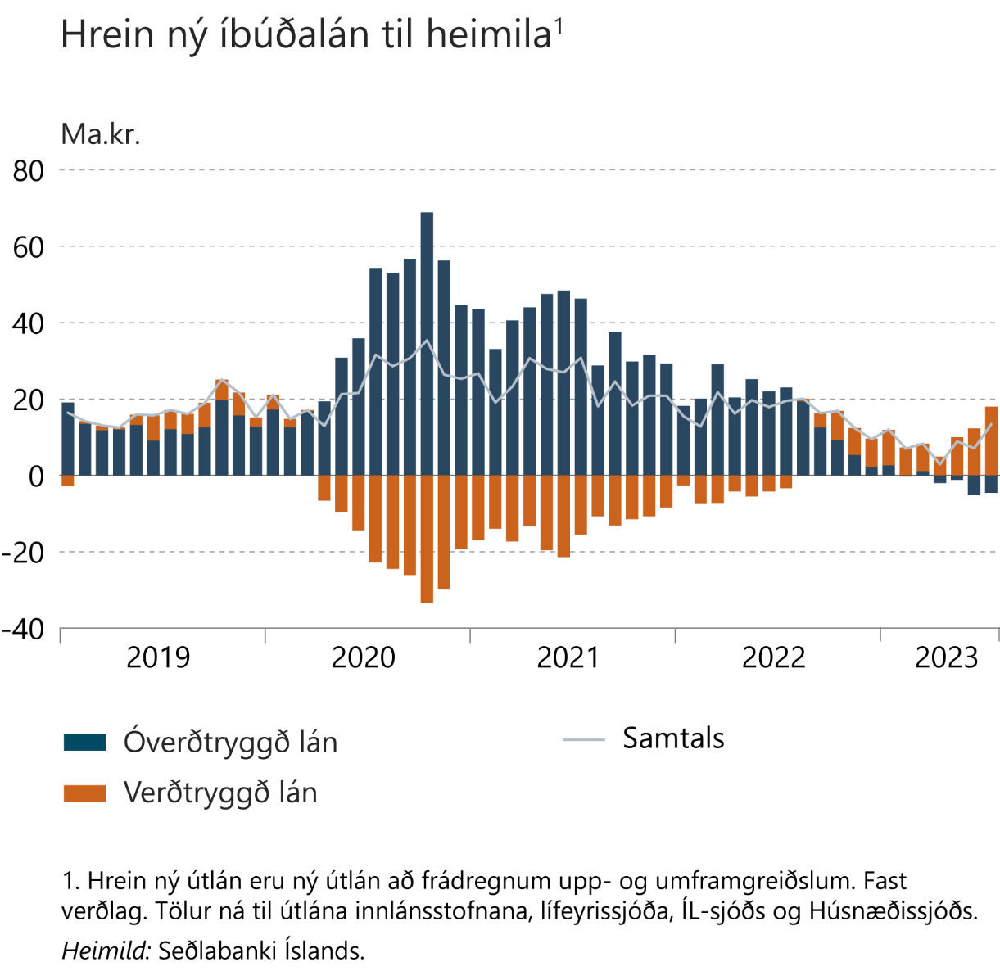 Hrein ný íbúðalán til heimila¹
Ma.kr.
80
60
40
20
0
-20
-40
2019 2020 2021 2022 2023
Óverðtryggð lán
Samtals
Verðtryggð lán
1. Hrein ný útlán eru ný útlán að frádregnum upp- og umframgreiðslum. Fast
verðlag. Tölur ná til útlána innlánsstofnana, lífeyrissjóða, ÍL-sjóðs og Húsnæðissjóðs.
Heimild: Seðlabanki Íslands.